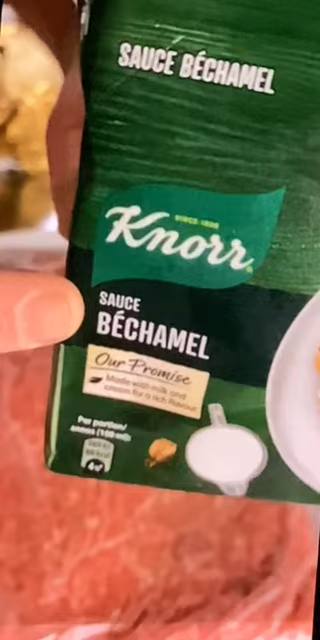 SAUCE BÉCHAMEL
SINCE 1838
Knorr
SAUCE
BÉCHAMEL
Our Promise
Made with milk and
cream for a rich flavour
Per portion/
(100 ml)